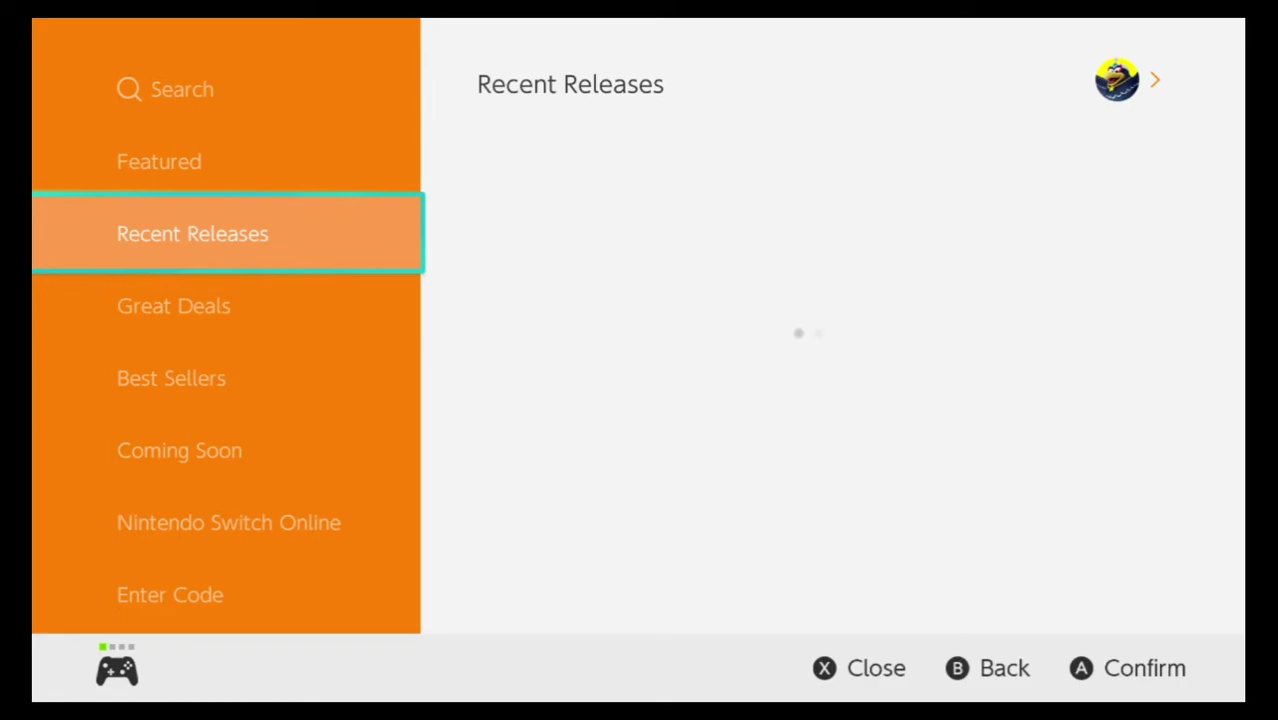 Search
Featured
Recent Releases
Great Deals
Best Sellers
Coming Soon
Nintendo Switch Online
Enter Code
Recent Releases
X Close B Back A Confirm